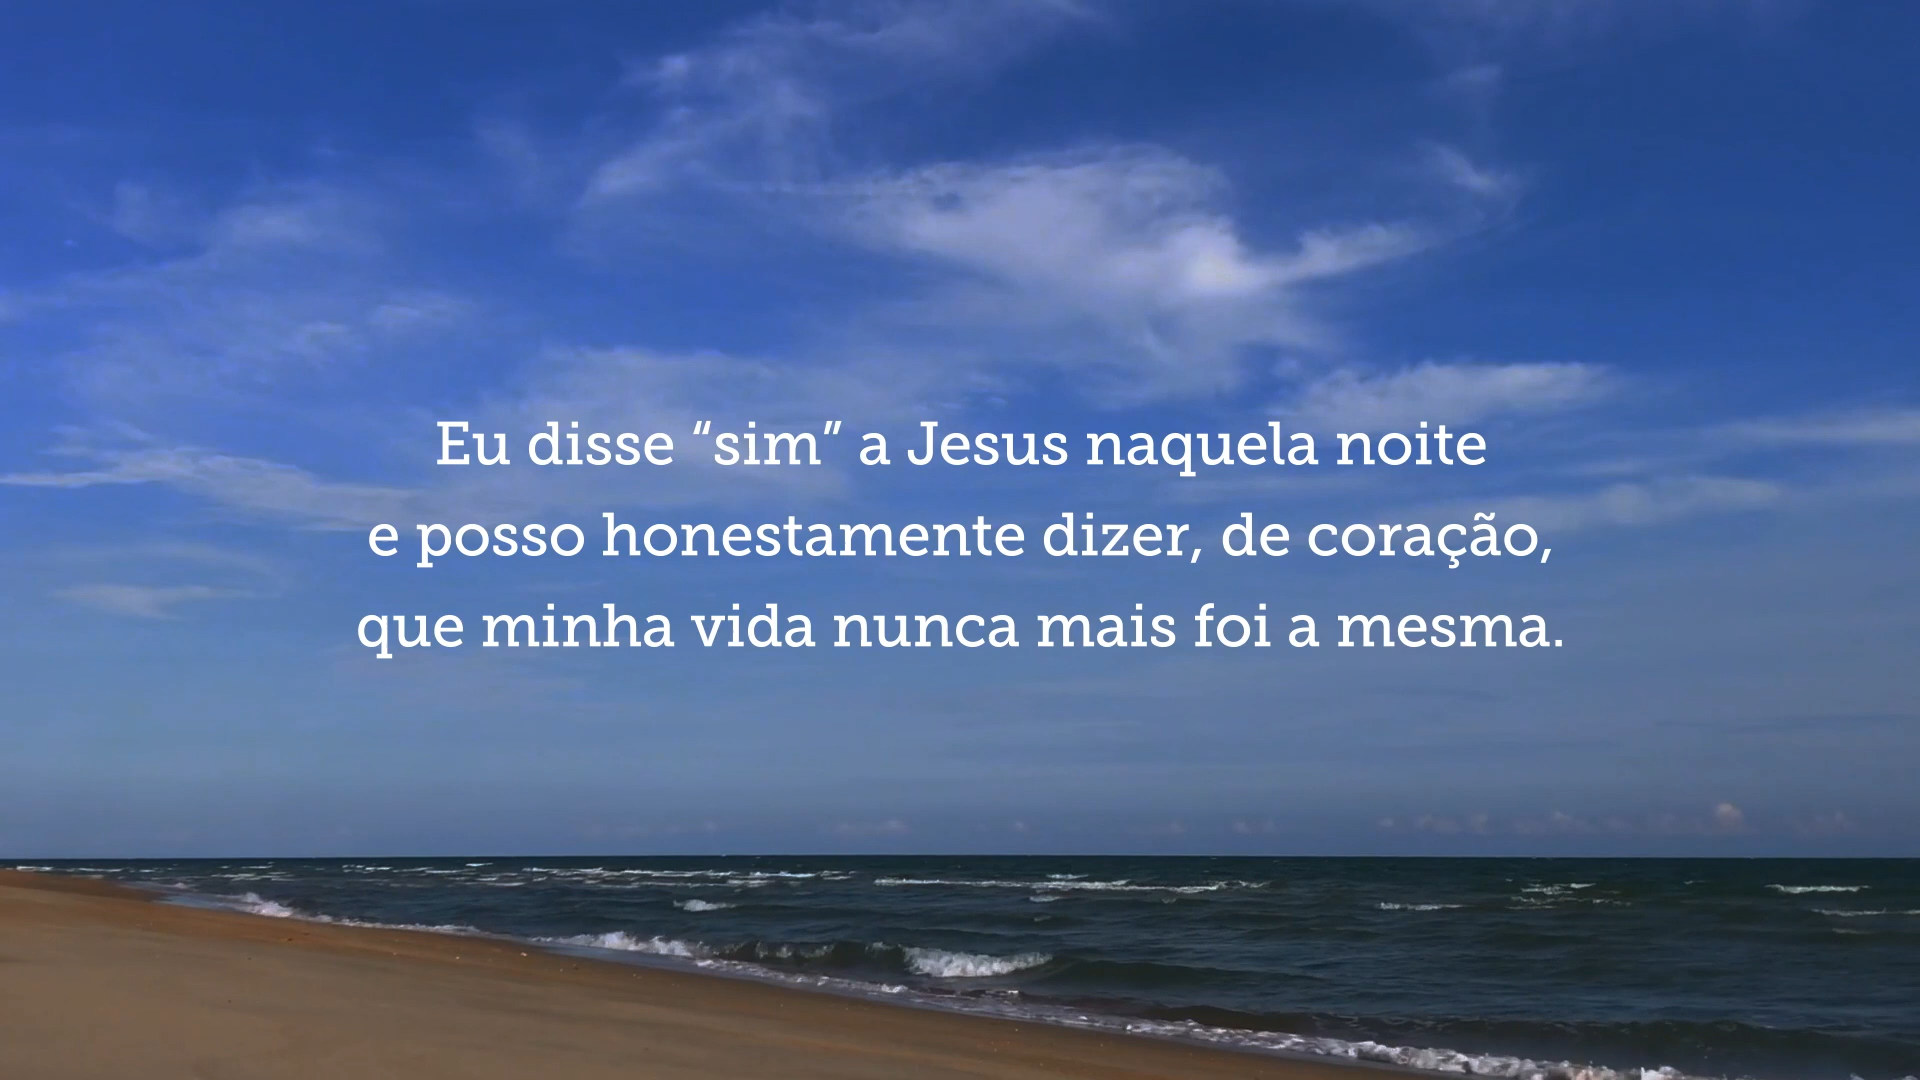 Eu disse “sim” a Jesus naquela noite
e posso honestamente dizer, de coração,
que minha vida nunca mais foi a mesma.